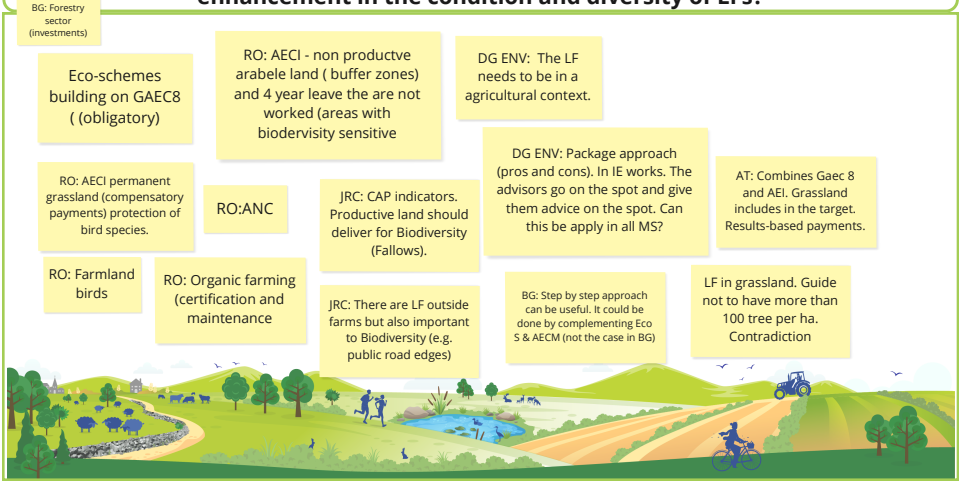 enhancement in the condition and diversity of LFs?
BG: Forestry
sector
(investments)
Eco-schemes
building on GAEC8
( (obligatory)
RO: AECI - non productve
arabele land ( buffer zones)
and 4 year leave the are not
worked (areas with
biodervisity sensitive
DG ENV:  The LF
needs to be in a
agricultural context.
RO: AECI permanent
grassland (compensatory
payments) protection of
bird species.
RO:ANC
JRC: CAP indicators.
Productive land should
deliver for Biodiversity
(Fallows).
DG ENV: Package approach
(pros and cons). In IE works. The
advisors go on the spot and give
them advice on the spot. Can
this be apply in all MS?
AT: Combines Gaec 8
and AEI. Grassland
includes in the target.
Results-based payments.
RO: Farmland
birds
RO: Organic farming
(certification and
maintenance
JRC: There are LF outside
farms but also important
to Biodiversity (e.g.
public road edges)
BG: Step by step approach
can be useful. It could be
done by complementing Eco
S & AECM (not the case in BG)
LF in grassland. Guide
not to have more than
100 tree per ha.
Contradiction